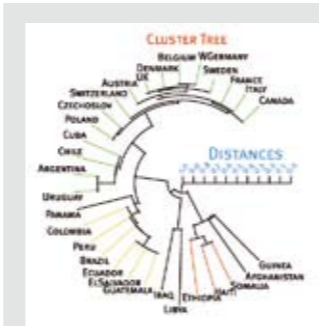 CLUSTER TREE
BELGIUM WGERMANY
DENMARK
UK
SWEDEN
AUSTRIA
FRANCE
SWITZERLAND
ITALY
CZECHOSLOV
CANADA
POLAND
CUBA
CHILE
DISTANCES
ARGENTINA
URUGUAY
PANAMA
COLOMBIA
PERU
BRAZIL
ECUADOR
ELSALVADOR
GUATEMALA
IRAQ
LIBYA
ETHIOPIA
HAITI
SOMALIA
AFGHANISTAN
GUINEA